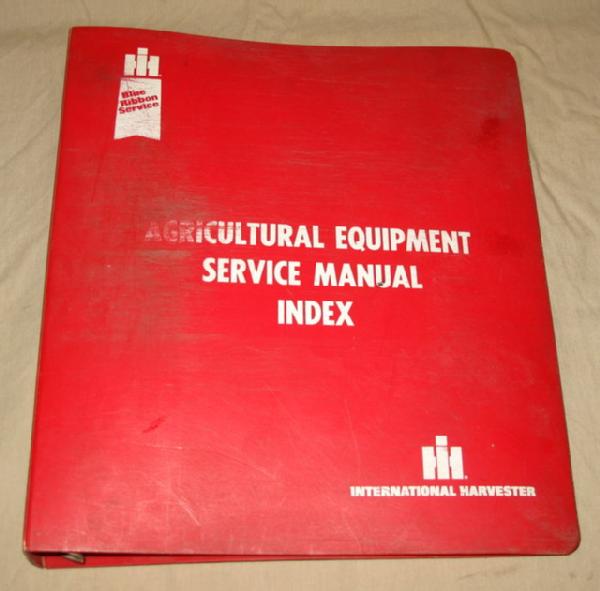 IH
Blue
Ribbon
Service
AGRICULTURAL EQUIPMENT
SERVICE MANUAL
INDEX
IH
INTERNATIONAL HARVESTER